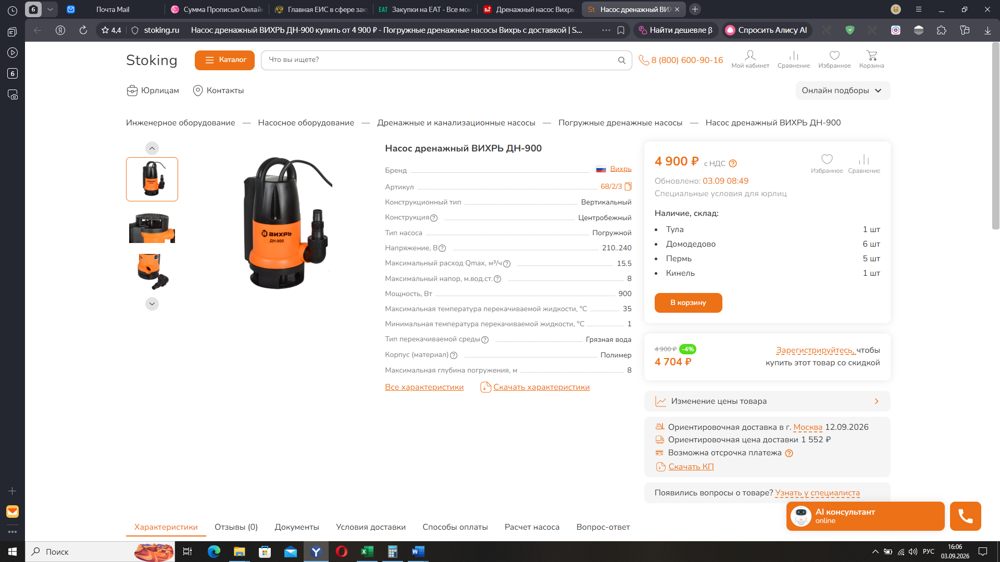 6
Почта Mail
Сумма Прописью Онлай
Главная ЕИС в сфере зак
ЕАТ Закупки на ЕАТ - Все мои
Дренажный насос Вихрь
St Насос дренажный ВИ
4,4
stoking.ru
Насос дренажный ВИХРЬ ДН-900 купить от 4 900 ₽ - Погружные дренажные насосы Вихрь с доставкой | S...
Найти дешевле β
Спросить Алису AI
6
Stoking
Каталог
Что вы ищете?
8 (800) 600-90-16
Мой кабинет
Сравнение
Избранное
Корзина
Юрлицам
Контакты
Онлайн подборы
Инженерное оборудование — Насосное оборудование — Дренажные и канализационные насосы — Погружные дренажные насосы — Насос дренажный ВИХРЬ ДН-900
ВИХРЬ
ДН-900
Насос дренажный ВИХРЬ ДН-900
Бренд Вихрь
Артикул 68/2/3
Конструкционный тип Вертикальный
Конструкция Центробежный
Тип насоса Погружной
Напряжение, В 210..240
Максимальный расход Qmax, м³/ч 15.5
Максимальный напор, м.вод.ст. 8
Мощность, Вт 900
Максимальная температура перекачиваемой жидкости, °C 35
Минимальная температура перекачиваемой жидкости, °C 1
Тип перекачиваемой среды Грязная вода
Корпус (материал) Полимер
Максимальная глубина погружения, м 8
Все характеристики
Скачать характеристики
4 900 ₽ с НДС
Избранное
Сравнение
Обновлено: 03.09 08:49
Специальные условия для юрлиц
Наличие, склад:
Тула 1 шт
Домодедово 6 шт
Пермь 5 шт
Кинель 1 шт
В корзину
4 900 ₽ -4%
4 704 ₽
Зарегистрируйтесь, чтобы
купить этот товар со скидкой
Изменение цены товара
Ориентировочная доставка в г. Москва 12.09.2026
Ориентировочная цена доставки 1 552 ₽
Возможна отсрочка платежа
Скачать КП
Появились вопросы о товаре? Узнать у специалиста
AI консультант
online
Характеристики
Отзывы (0)
Документы
Условия доставки
Способы оплаты
Расчет насоса
Вопрос-ответ
Поиск
РУС
16:06
03.09.2026